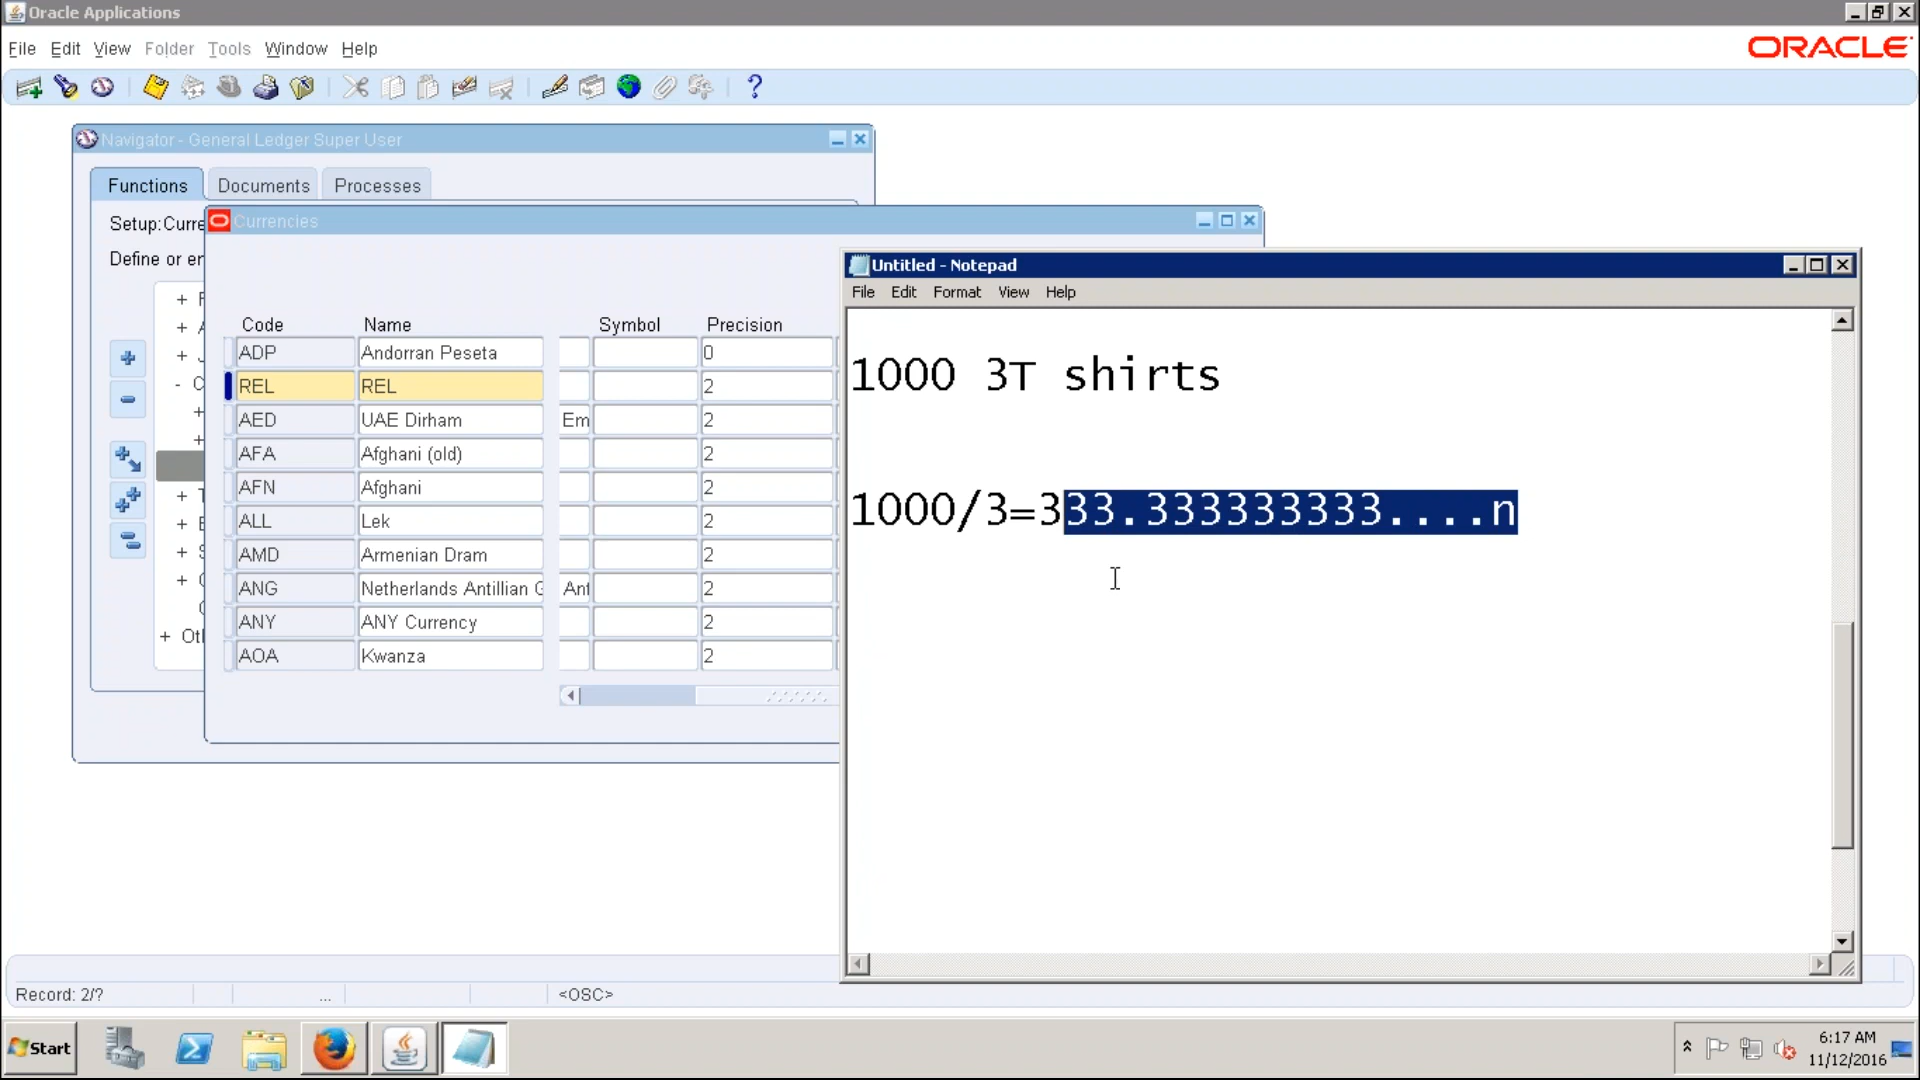 Oracle Applications
File Edit View Folder Tools Window Help
ORACLE
Navigator - General Ledger Super User
Functions Documents Processes
Setup:Curre
Define or en
Currencies
Code Name Symbol Precision
ADP Andorran Peseta 0
REL REL 2
AED UAE Dirham Em 2
AFA Afghani (old) 2
AFN Afghani 2
ALL Lek 2
AMD Armenian Dram 2
ANG Netherlands Antillian G Ant 2
ANY ANY Currency 2
AOA Kwanza 2
+ Otl
Untitled - Notepad
File Edit Format View Help
1000 3T shirts
1000/3=333.333333333....n
Record: 2/? ... <OSC>
Start
6:17 AM
11/12/2016